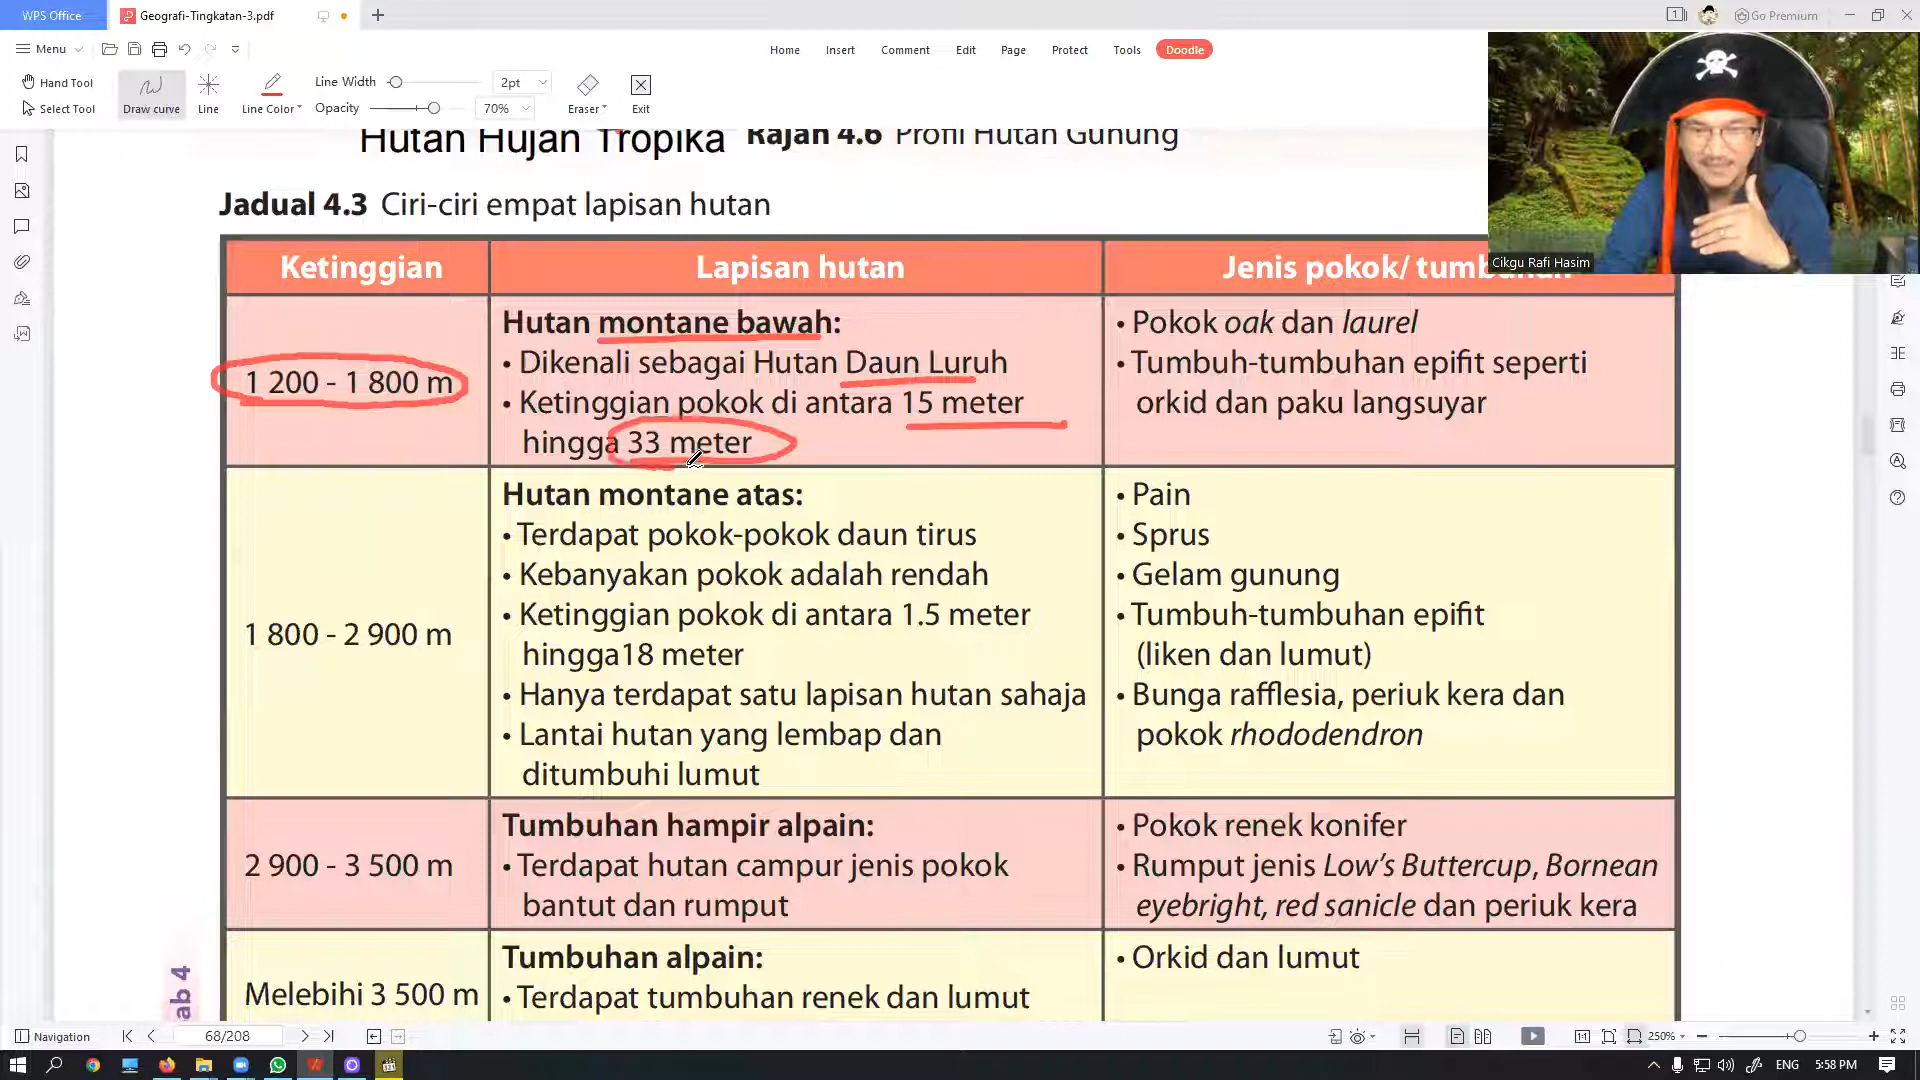 WPS Office
Geografi-Tingkatan-3.pdf
Go Premium
Menu
Home Insert Comment Edit Page Protect Tools Doodle
Hand Tool
Select Tool
Draw curve
Line
Line Color
Line Width
2pt
Opacity
70%
Eraser
Exit
Cikgu Rafi Hasim
Hutan Hujan Tropika
Rajah 4.6 Profil Hutan Gunung
Jadual 4.3 Ciri-ciri empat lapisan hutan
Ketinggian
Lapisan hutan
Jenis pokok/ tumbuhan
1 200 - 1 800 m
Hutan montane bawah:
• Dikenali sebagai Hutan Daun Luruh
• Ketinggian pokok di antara 15 meter
hingga 33 meter
• Pokok oak dan laurel
• Tumbuh-tumbuhan epifit seperti
orkid dan paku langsuyar
1 800 - 2 900 m
Hutan montane atas:
• Terdapat pokok-pokok daun tirus
• Kebanyakan pokok adalah rendah
• Ketinggian pokok di antara 1.5 meter
hingga18 meter
• Hanya terdapat satu lapisan hutan sahaja
• Lantai hutan yang lembap dan
ditumbuhi lumut
• Pain
• Sprus
• Gelam gunung
• Tumbuh-tumbuhan epifit
(liken dan lumut)
• Bunga rafflesia, periuk kera dan
pokok rhododendron
2 900 - 3 500 m
Tumbuhan hampir alpain:
• Terdapat hutan campur jenis pokok
bantut dan rumput
• Pokok renek konifer
• Rumput jenis Low's Buttercup, Bornean
eyebright, red sanicle dan periuk kera
Melebihi 3 500 m
Tumbuhan alpain:
• Terdapat tumbuhan renek dan lumut
• Orkid dan lumut
ab 4
Navigation
68/208
250%
ENG
5:58 PM